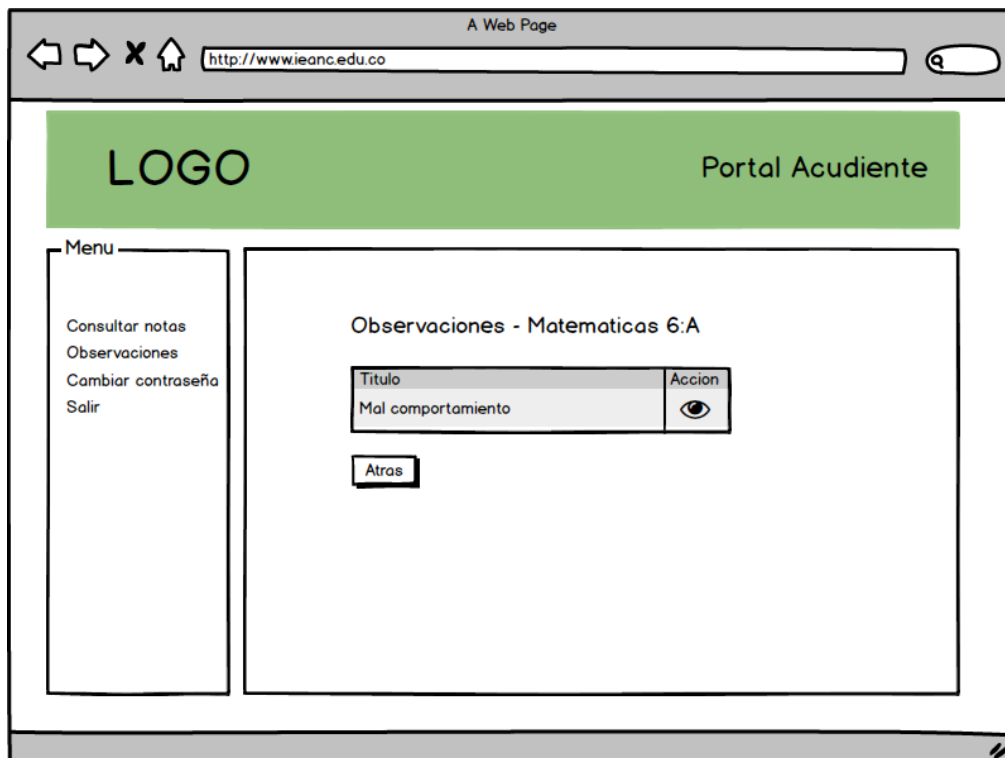 A Web Page
http://www.ieanc.edu.co
LOGO
Portal Acudiente
Menu
Consultar notas
Observaciones
Cambiar contraseña
Salir
Observaciones - Matematicas 6:A
Titulo Accion
Mal comportamiento
Atras